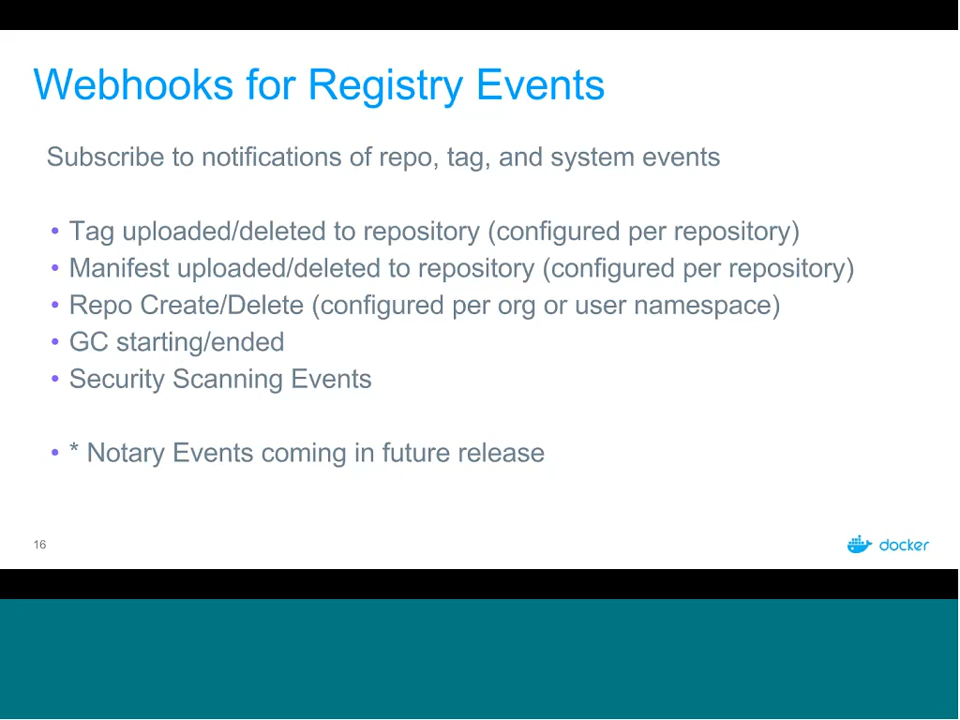 Webhooks for Registry Events
Subscribe to notifications of repo, tag, and system events
• Tag uploaded/deleted to repository (configured per repository)
• Manifest uploaded/deleted to repository (configured per repository)
• Repo Create/Delete (configured per org or user namespace)
• GC starting/ended
• Security Scanning Events
• * Notary Events coming in future release
16
docker